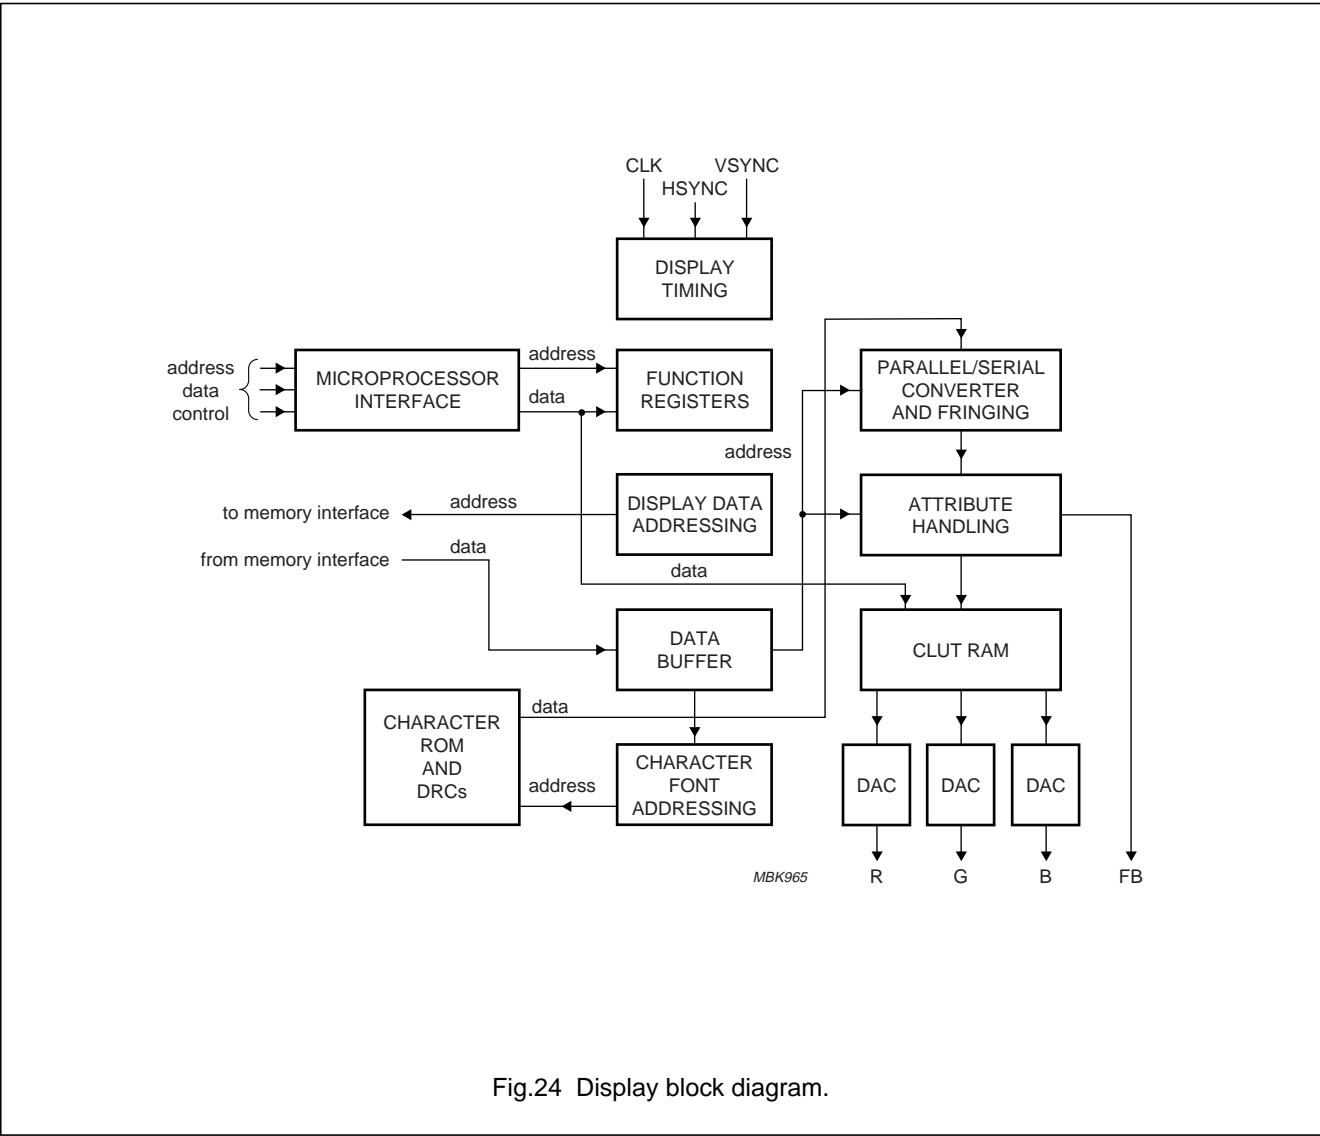 CLK
VSYNC
HSYNC
DISPLAY
TIMING
address
data
control
MICROPROCESSOR
INTERFACE
address
data
FUNCTION
REGISTERS
PARALLEL/SERIAL
CONVERTER
AND FRINGING
address
to memory interface
address
DISPLAY DATA
ADDRESSING
ATTRIBUTE
HANDLING
from memory interface
data
data
DATA
BUFFER
CLUT RAM
CHARACTER
ROM
AND
DRCs
data
address
CHARACTER
FONT
ADDRESSING
DAC
DAC
DAC
MBK965
R
G
B
FB
Fig.24 Display block diagram.